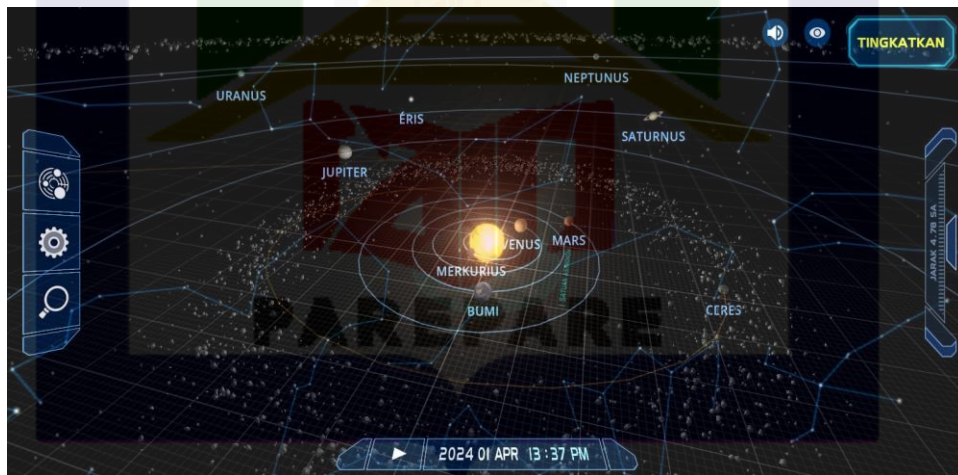 TINGKATKAN
NEPTUNUS
URANUS
ÉRIS
SATURNUS
JUPITER
VENUS
MARS
MERKURIUS
BUMI
CERES
JARAK 4.78 SA
PAREPARE
2024 01 APR 13:37 PM